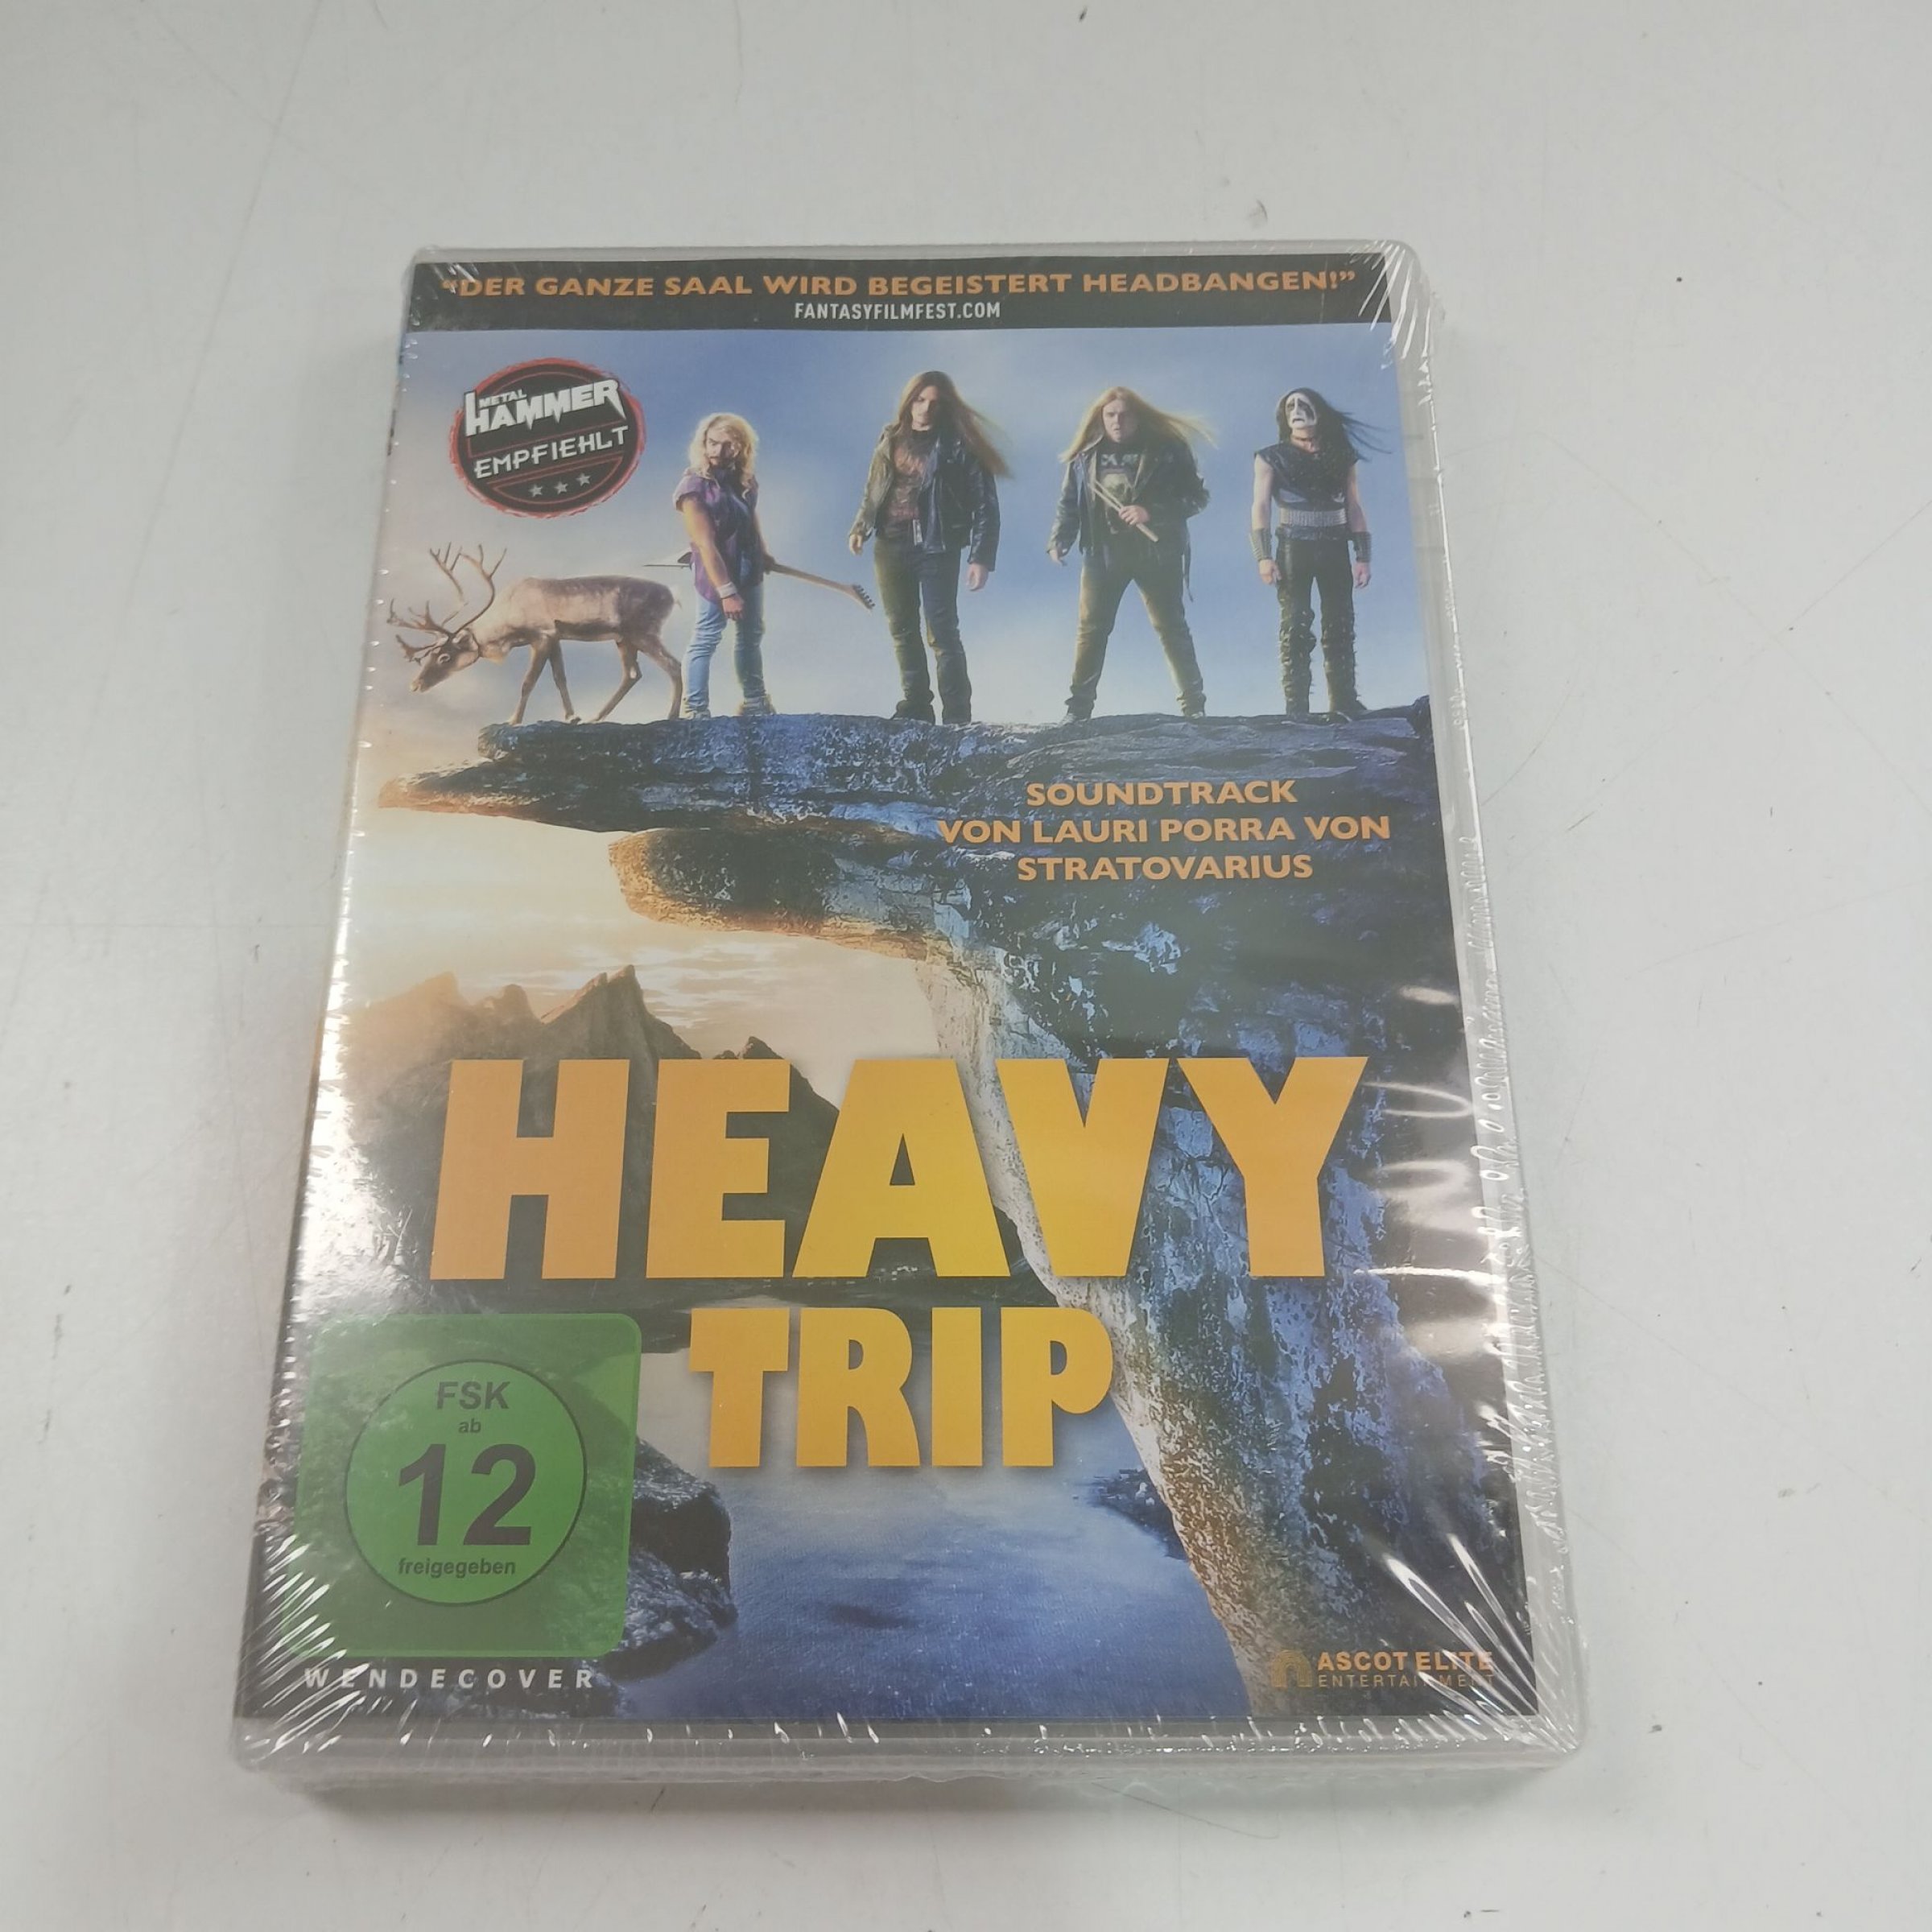 "DER GANZE SAAL WIRD BEGEISTERT HEADBANGEN!"
FANTASYFILMFEST.COM
METAL
HAMMER
EMPFIEHLT
SOUNDTRACK
VON LAURI PORRA VON
STRATOVARIUS
HEAVY
TRIP
FSK
ab
12
freigegeben
WENDECOVER
ASCOT ELITE
ENTERTAINMENT